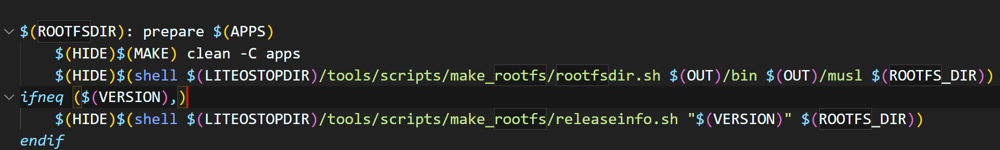 $(ROOTFSDIR): prepare $(APPS)
$(HIDE)$(MAKE) clean -C apps
$(HIDE)$(shell $(LITEOSTOPDIR)/tools/scripts/make_rootfs/rootfsdir.sh $(OUT)/bin $(OUT)/musl $(ROOTFS_DIR))
ifneq ($(VERSION),)
$(HIDE)$(shell $(LITEOSTOPDIR)/tools/scripts/make_rootfs/releaseinfo.sh "$(VERSION)" $(ROOTFS_DIR))
endif